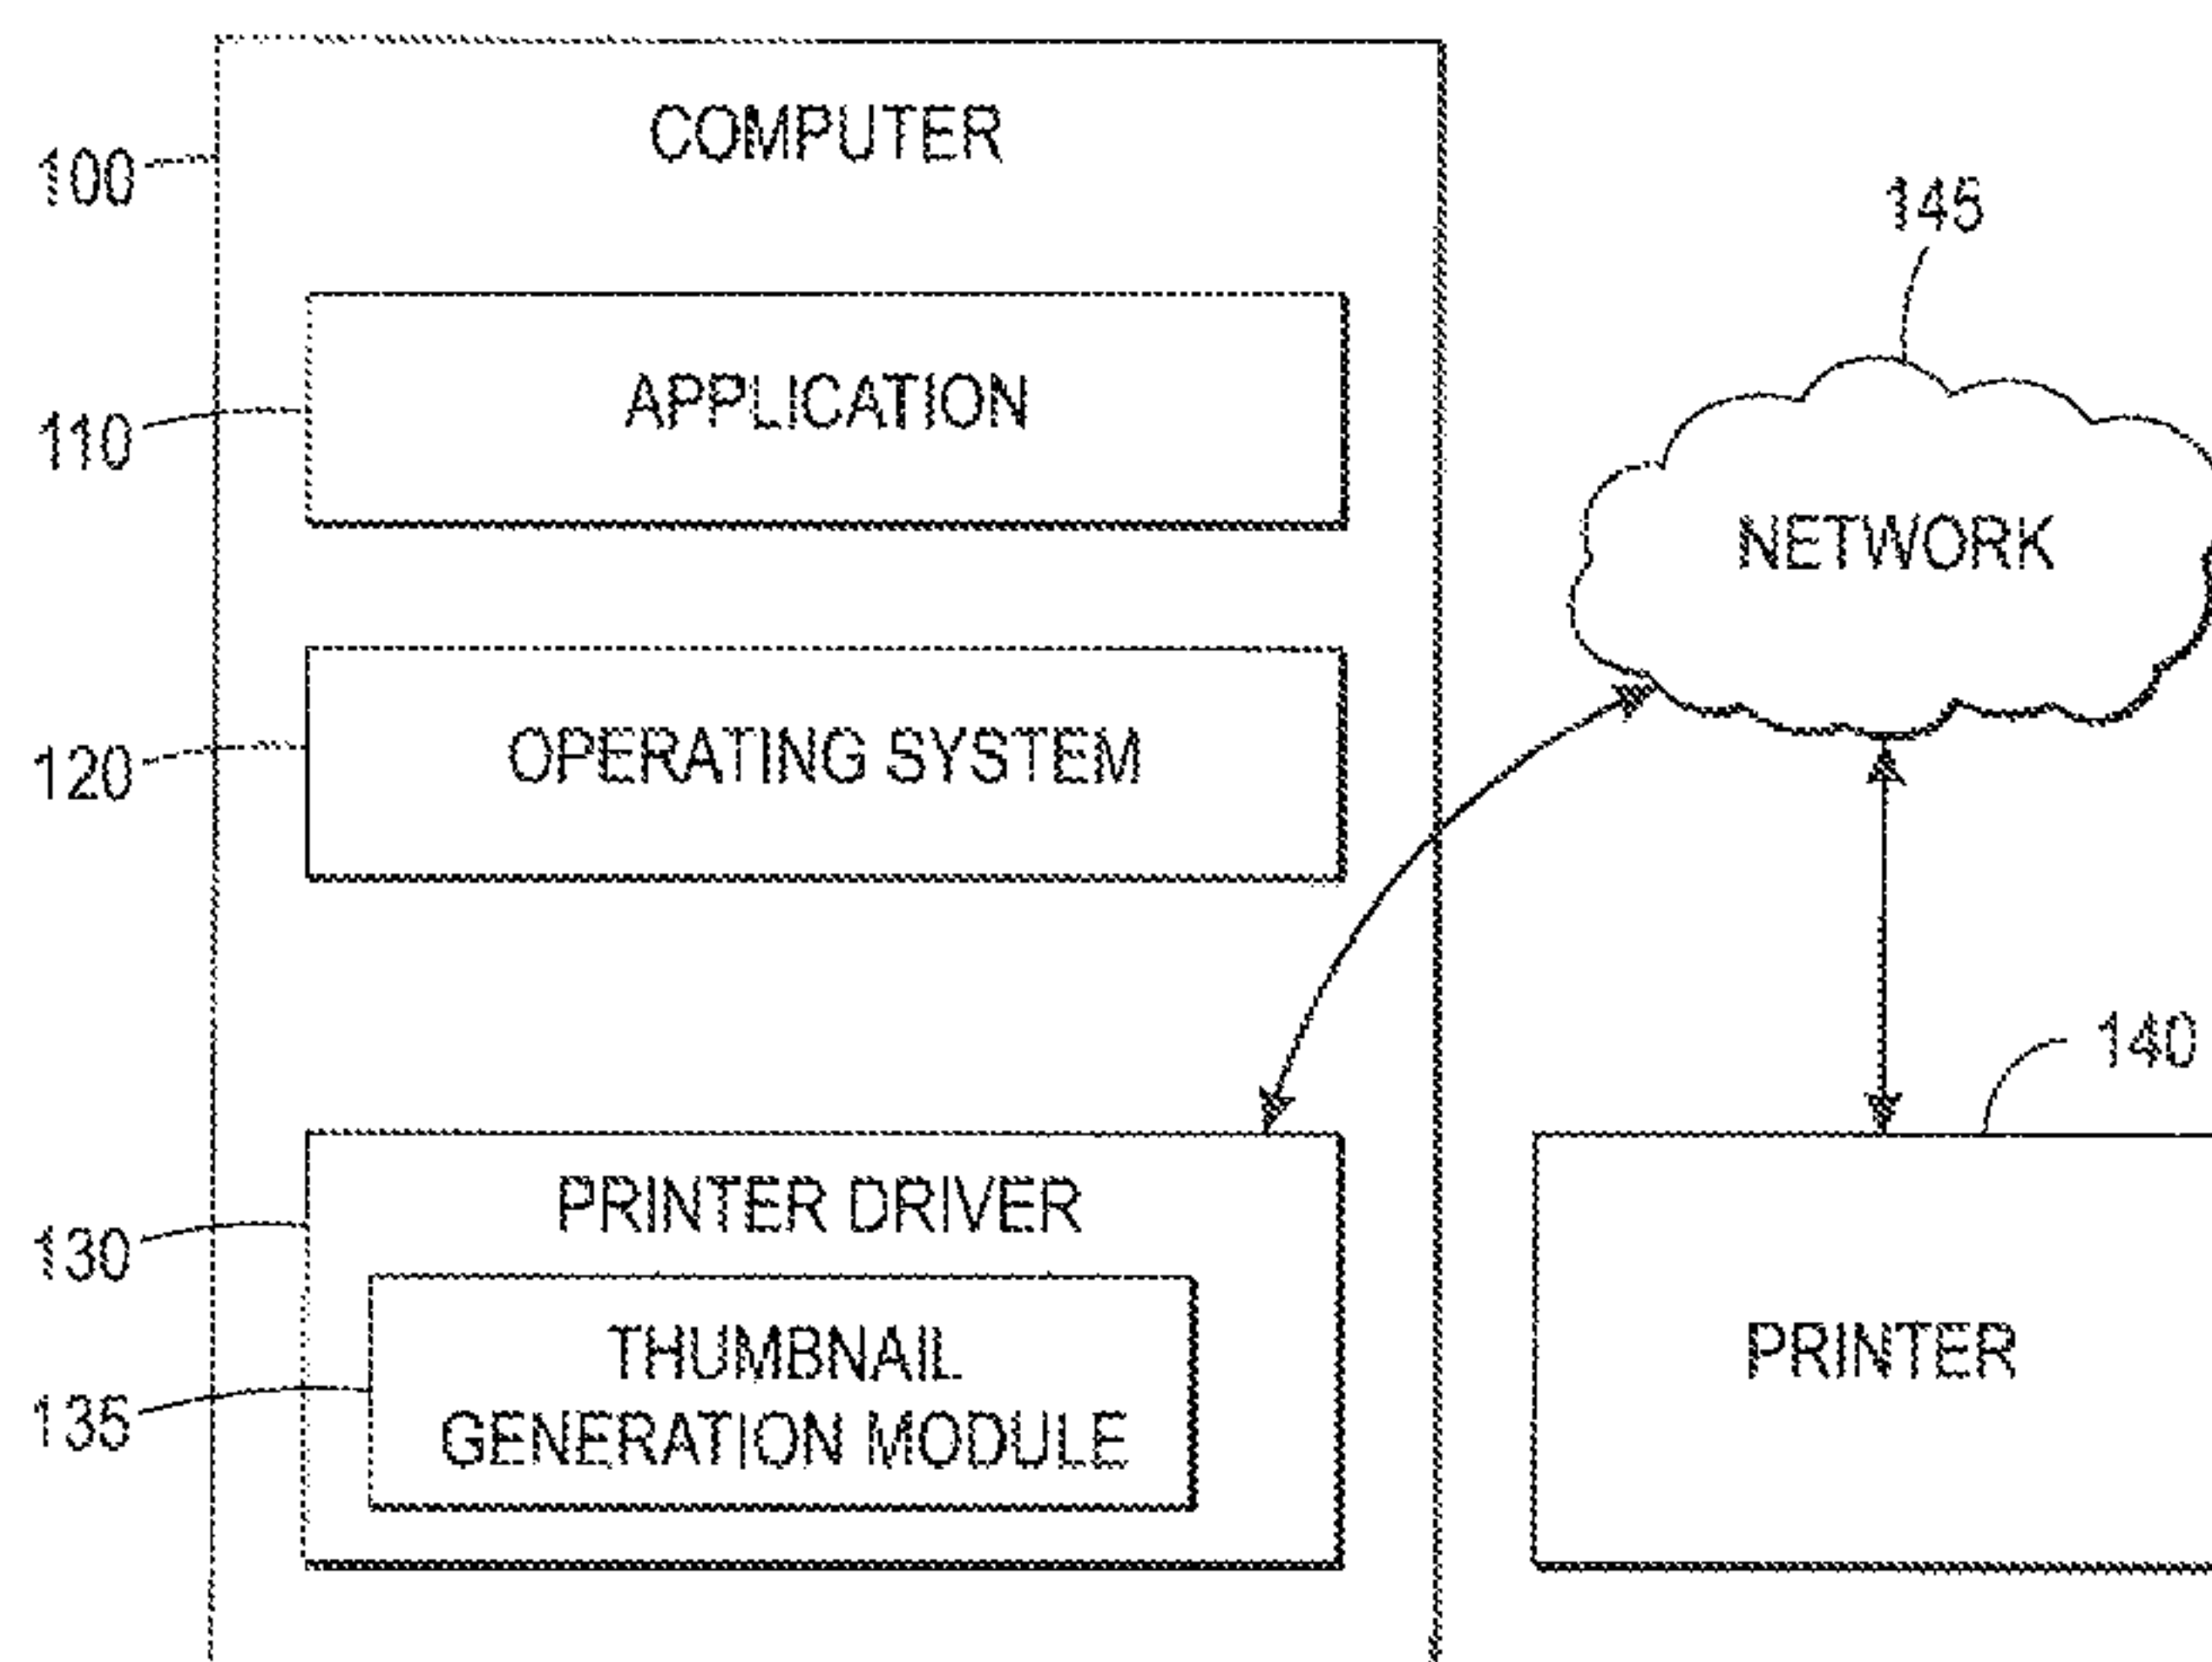 COMPUTER
100
145
APPLICATION
110
NETWORK
OPERATING SYSTEM
120
140
PRINTER DRIVER
130
THUMBNAIL
GENERATION MODULE
135
PRINTER